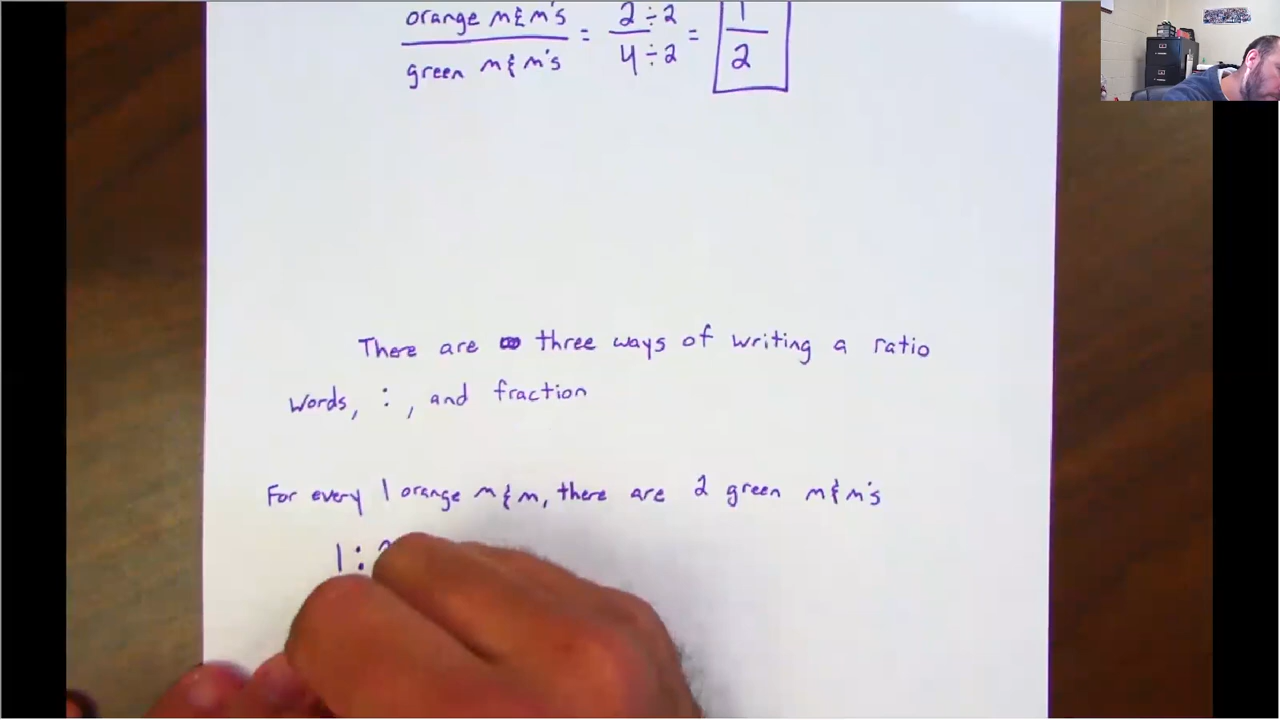 orange m&m's = 2÷2 = 1
green m&m's 4÷2 2
There are three ways of writing a ratio
Words, : , and fraction
For every 1 orange m&m, there are 2 green m&m's
1 :